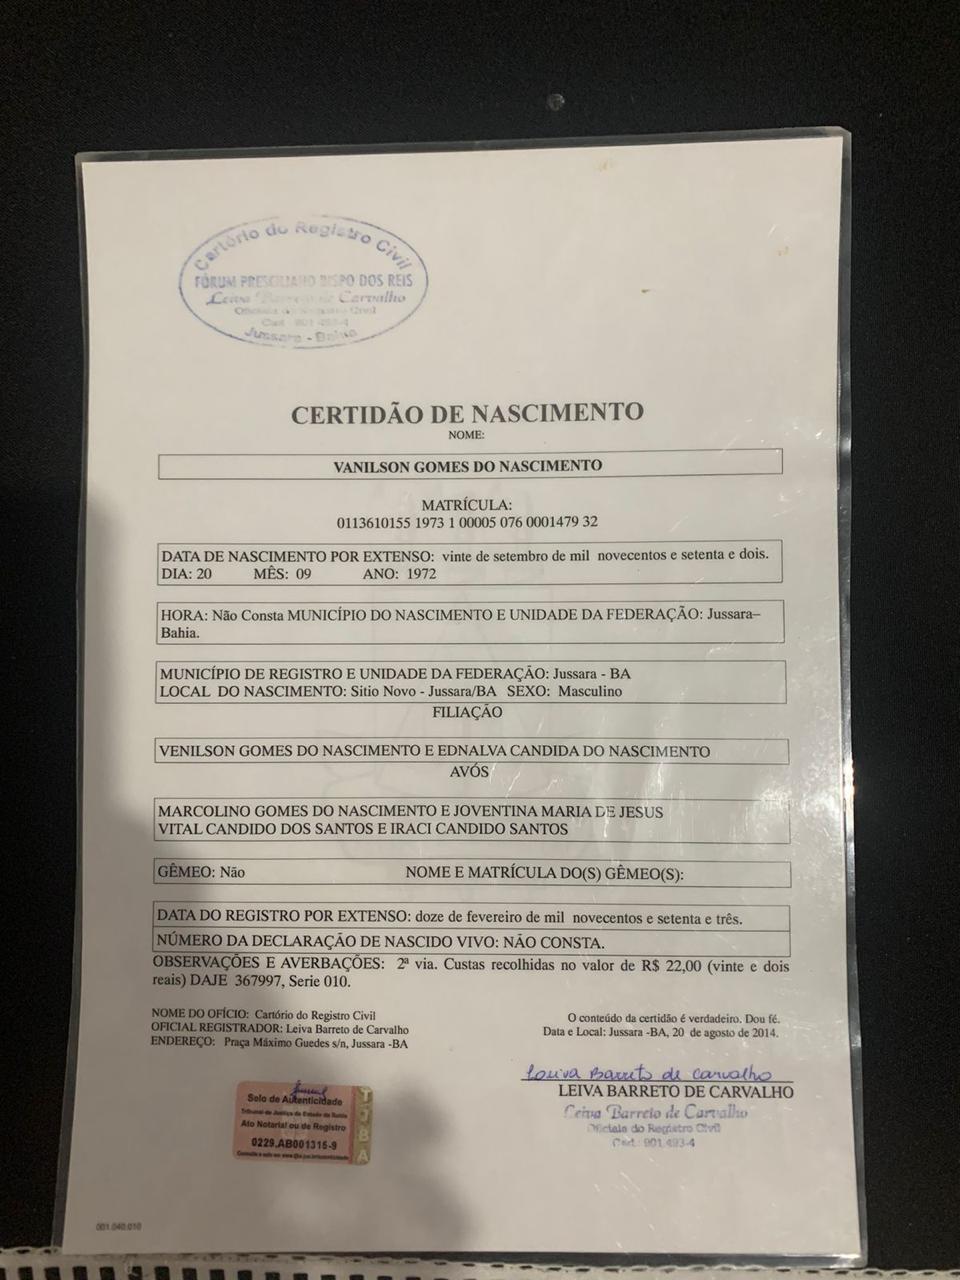 Cartório do Registro Civil
FÓRUM PRESCILIANO BISPO DOS REIS
Leiva Barreto de Carvalho
Oficiala do Registro Civil
Cad.: 901.493-4
Jussara - Bahia
CERTIDÃO DE NASCIMENTO
NOME:
VANILSON GOMES DO NASCIMENTO
MATRÍCULA:
0113610155 1973 1 00005 076 0001479 32
DATA DE NASCIMENTO POR EXTENSO: vinte de setembro de mil novecentos e setenta e dois.
DIA: 20 MÊS: 09 ANO: 1972
HORA: Não Consta MUNICÍPIO DO NASCIMENTO E UNIDADE DA FEDERAÇÃO: Jussara–
Bahia.
MUNICÍPIO DE REGISTRO E UNIDADE DA FEDERAÇÃO: Jussara - BA
LOCAL DO NASCIMENTO: Sitio Novo - Jussara/BA SEXO: Masculino
FILIAÇÃO
VENILSON GOMES DO NASCIMENTO E EDNALVA CANDIDA DO NASCIMENTO
AVÓS
MARCOLINO GOMES DO NASCIMENTO E JOVENTINA MARIA DE JESUS
VITAL CANDIDO DOS SANTOS E IRACI CANDIDO SANTOS
GÊMEO: Não NOME E MATRÍCULA DO(S) GÊMEO(S):
DATA DO REGISTRO POR EXTENSO: doze de fevereiro de mil novecentos e setenta e três.
NÚMERO DA DECLARAÇÃO DE NASCIDO VIVO: NÃO CONSTA.
OBSERVAÇÕES E AVERBAÇÕES: 2ª via. Custas recolhidas no valor de R$ 22,00 (vinte e dois
reais) DAJE 367997, Serie 010.
NOME DO OFÍCIO: Cartório do Registro Civil
OFICIAL REGISTRADOR: Leiva Barreto de Carvalho
ENDEREÇO: Praça Máximo Guedes s/n, Jussara -BA
O conteúdo da certidão é verdadeiro. Dou fé.
Data e Local: Jussara -BA, 20 de agosto de 2014.
Leiva Barreto de Carvalho
LEIVA BARRETO DE CARVALHO
Leiva Barreto de Carvalho
Oficiala do Registro Civil
Cad.: 901.493-4
Selo de Autenticidade
Tribunal de Justiça do Estado da Bahia
Ato Notarial ou de Registro
0229.AB001315-9
TJBA
001.040.010